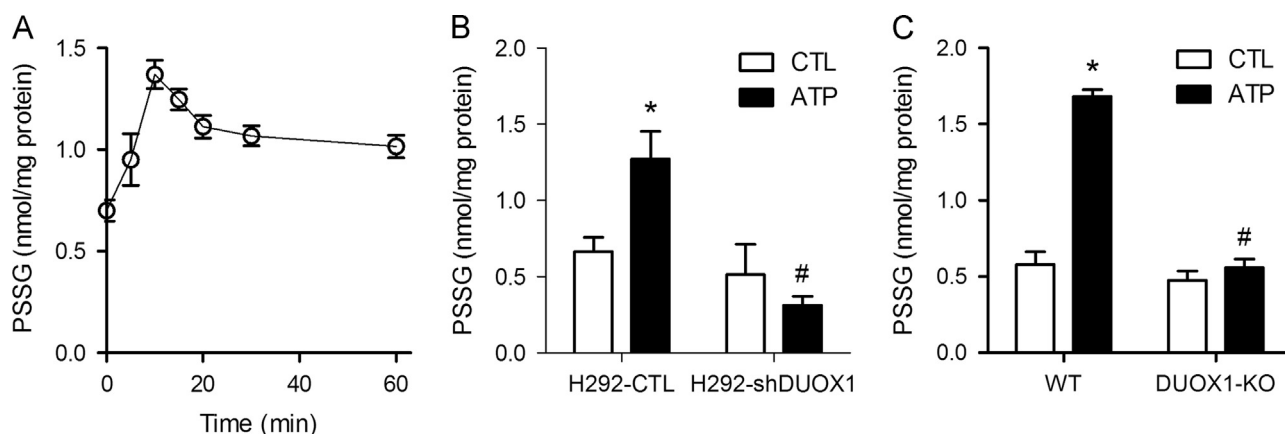 A
PSSG (nmol/mg protein)
1.5
1.0
0.5
0.0
0
20
40
60
Time (min)
B
PSSG (nmol/mg protein)
2.0
1.5
1.0
0.5
0.0
CTL
ATP
*
#
H292-CTL
H292-shDUOX1
C
PSSG (nmol/mg protein)
2.0
1.5
1.0
0.5
0.0
CTL
ATP
*
#
WT
DUOX1-KO